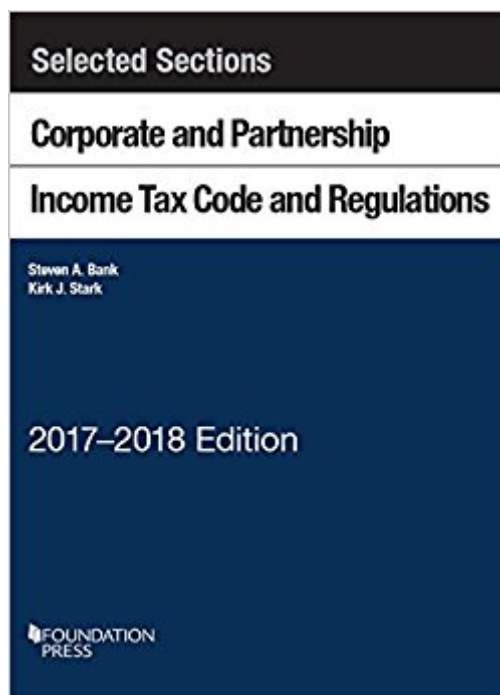 Selected Sections
Corporate and Partnership
Income Tax Code and Regulations
Steven A. Bank
Kirk J. Stark
2017–2018 Edition
FOUNDATION
PRESS